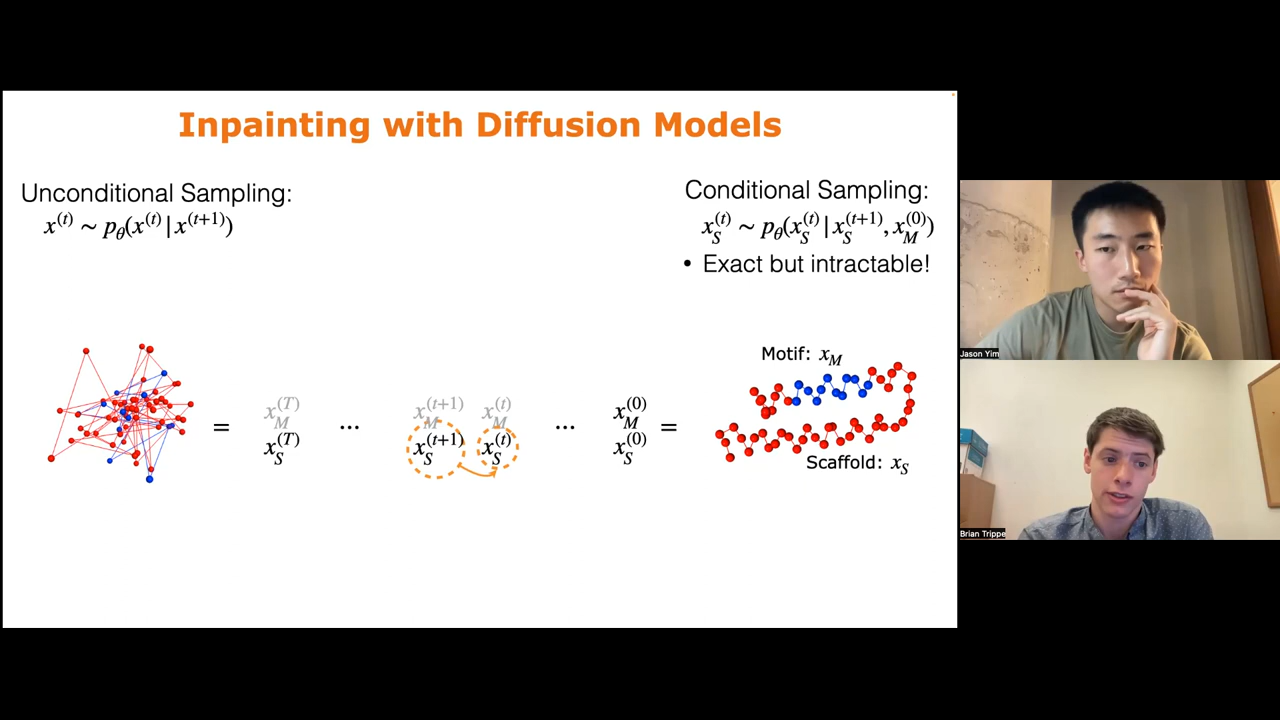 Inpainting with Diffusion Models
Unconditional Sampling:
x^{(t)} ~ p_θ(x^{(t)} | x^{(t+1)})
Conditional Sampling:
x_S^{(t)} ~ p_θ(x_S^{(t)} | x_S^{(t+1)}, x_M^{(0)})
• Exact but intractable!
Motif: x_M
= x_M^{(T)} ... x_M^{(t+1)} x_M^{(t)} ... x_M^{(0)} =
x_S^{(T)} x_S^{(t+1)} x_S^{(t)} x_S^{(0)}
Scaffold: x_S
Jason Yim
Brian Trippe